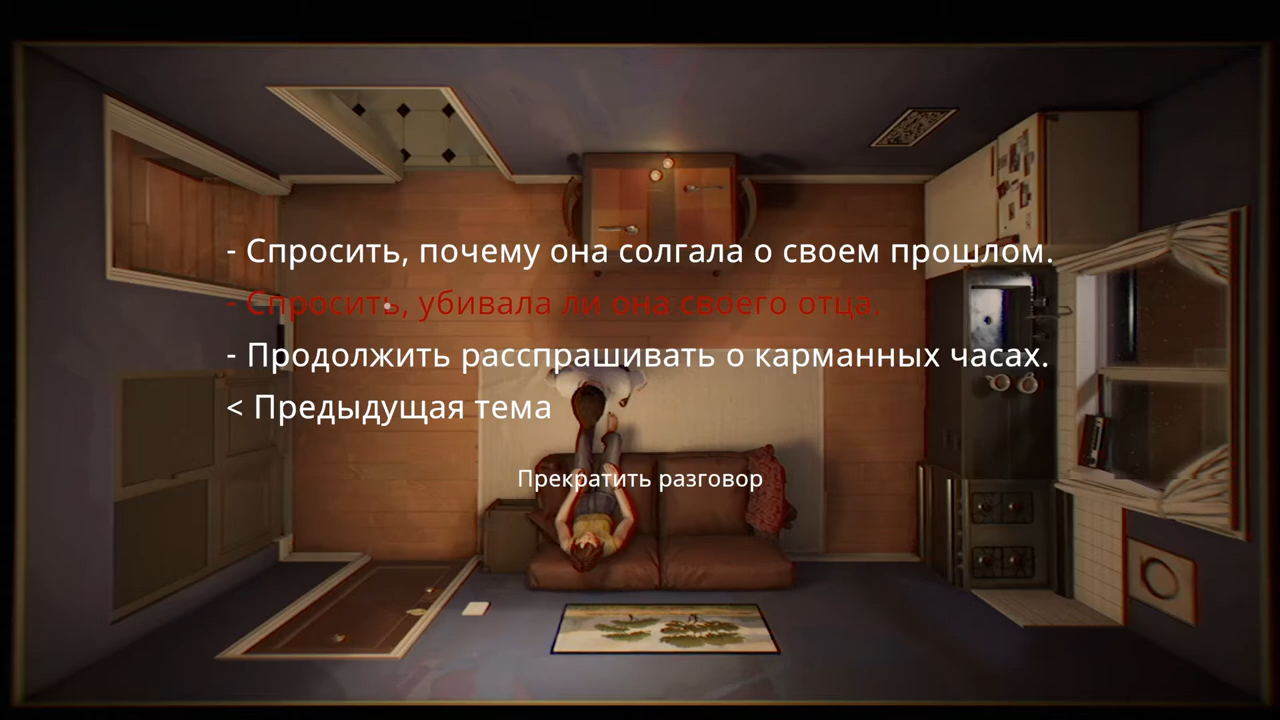 - Спросить, почему она солгала о своем прошлом.
- Спросить, убивала ли она своего отца.
- Продолжить расспрашивать о карманных часах.
< Предыдущая тема
Прекратить разговор